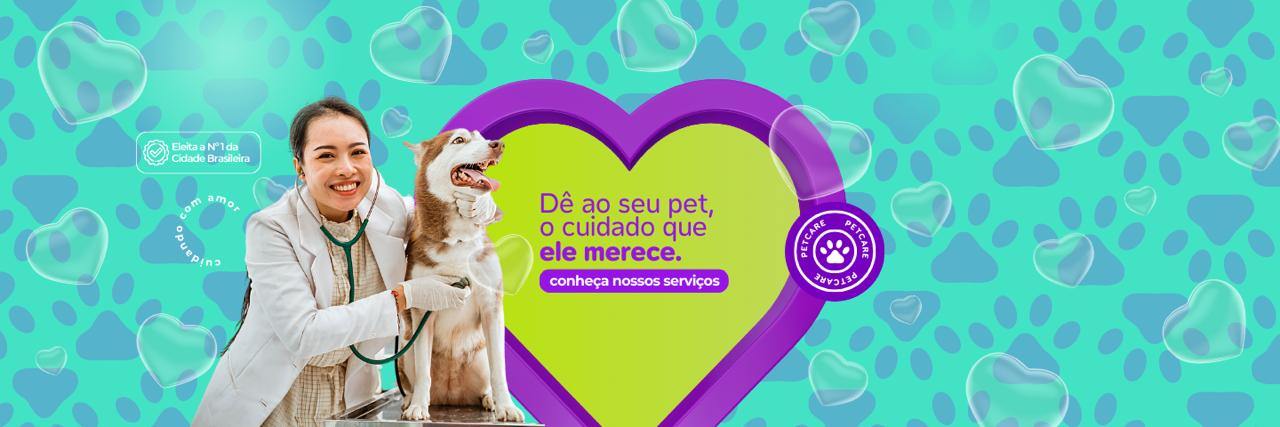 Eleita a Nº1 da
Cidade Brasileira
cuidando com amor
Dê ao seu pet,
o cuidado que
ele merece.
conheça nossos serviços
PETCARE PETCARE PETCARE